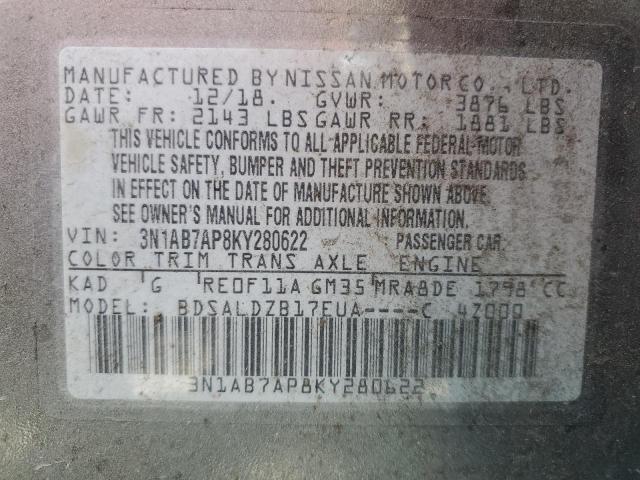 MANUFACTURED BY NISSAN MOTOR CO., LTD.
DATE: 12/18. GVWR: 3876 LBS
GAWR FR: 2143 LBS GAWR RR: 1881 LBS
THIS VEHICLE CONFORMS TO ALL APPLICABLE FEDERAL MOTOR
VEHICLE SAFETY, BUMPER AND THEFT PREVENTION STANDARDS
IN EFFECT ON THE DATE OF MANUFACTURE SHOWN ABOVE.
SEE OWNER'S MANUAL FOR ADDITIONAL INFORMATION.
VIN: 3N1AB7AP8KY280622 PASSENGER CAR.
COLOR TRIM TRANS AXLE ENGINE
KAD G RE0F11A GM35 MRA8DE 1798 CC
MODEL: BDSALDZB17EUA----C 4Z000
3N1AB7AP8KY280622